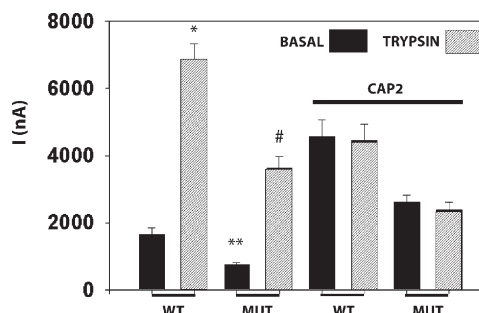 8000
6000
4000
2000
0
I (nA)
BASAL
TRYPSIN
CAP2
*
**
#
WT
MUT
WT
MUT